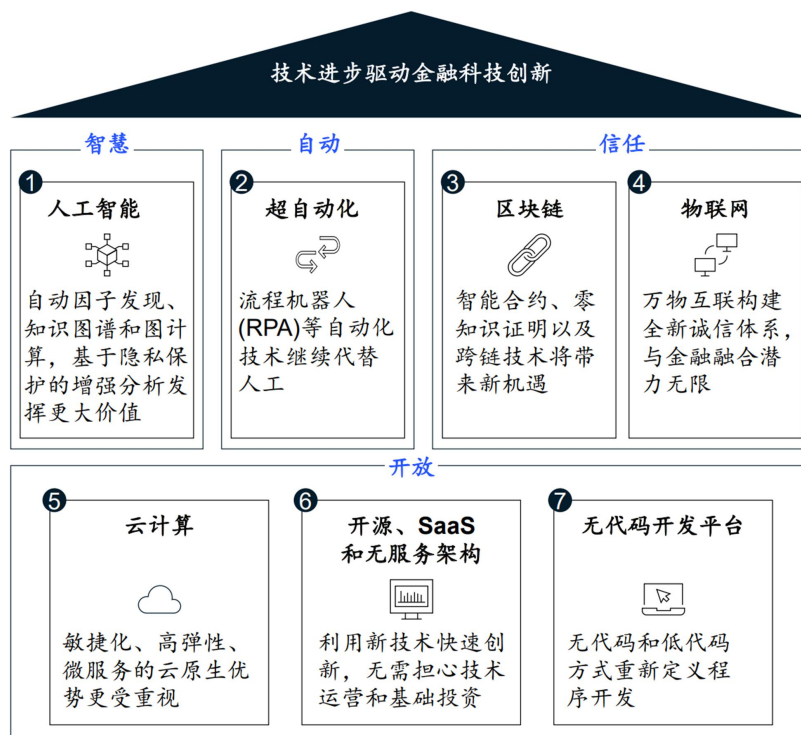 技术进步驱动金融科技创新
智慧
1
人工智能
自动因子发现、
知识图谱和图计
算，基于隐私保
护的增强分析发
挥更大价值
自动
2
超自动化
流程机器人
(RPA)等自动化
技术继续代替
人工
信任
3
区块链
智能合约、零
知识证明以及
跨链技术将带
来新机遇
4
物联网
万物互联构建
全新诚信体系，
与金融融合潜
力无限
开放
5
云计算
敏捷化、高弹性、
微服务的云原生优
势更受重视
6
开源、SaaS
和无服务架构
利用新技术快速创
新，无需担心技术
运营和基础投资
7
无代码开发平台
无代码和低代码
方式重新定义程
序开发